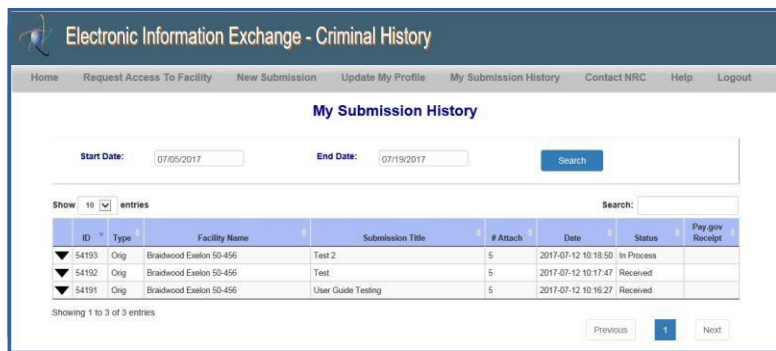 Electronic Information Exchange - Criminal History
Home Request Access To Facility New Submission Update My Profile My Submission History Contact NRC Help Logout
My Submission History
Start Date: 07/05/2017 End Date: 07/19/2017 Search
Show 10 entries Search:
ID Type Facility Name Submission Title # Attach Date Status Pay.gov Receipt
54193 Orig Braidwood Exelon 50-456 Test 2 5 2017-07-12 10:18:50 In Process
54192 Orig Braidwood Exelon 50-456 Test 5 2017-07-12 10:17:47 Received
54191 Orig Braidwood Exelon 50-456 User Guide Testing 5 2017-07-12 10:16:27 Received
Showing 1 to 3 of 3 entries
Previous 1 Next